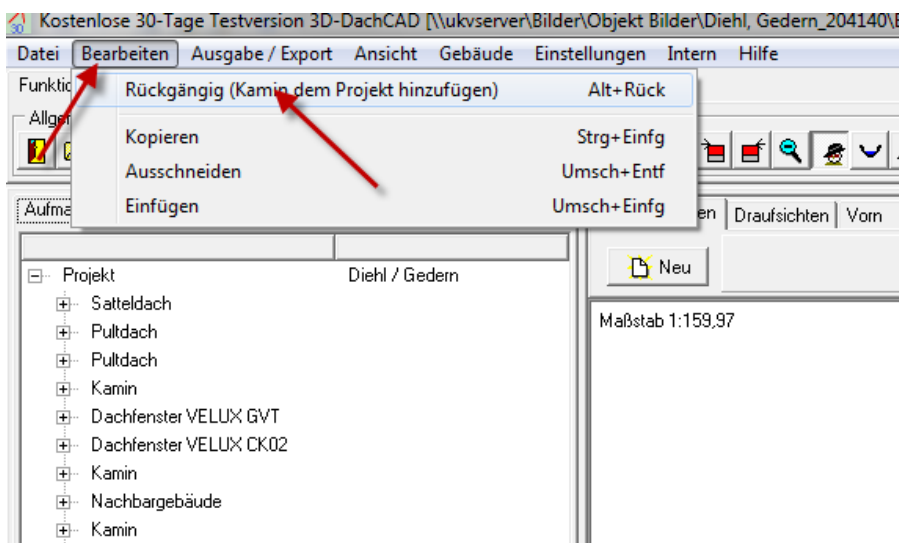 Kostenlose 30-Tage Testversion 3D-DachCAD [\\ukvserver\Bilder\Objekt Bilder\Diehl, Gedern_204140\
Datei Bearbeiten Ausgabe / Export Ansicht Gebäude Einstellungen Intern Hilfe
Rückgängig (Kamin dem Projekt hinzufügen) Alt+Rück
Kopieren Strg+Einfg
Ausschneiden Umsch+Entf
Einfügen Umsch+Einfg
Draufsichten Vorn
Neu
Projekt Diehl / Gedern
Satteldach
Maßstab 1:159,97
Pultdach
Pultdach
Kamin
Dachfenster VELUX GVT
Dachfenster VELUX CK02
Kamin
Nachbargebäude
Kamin